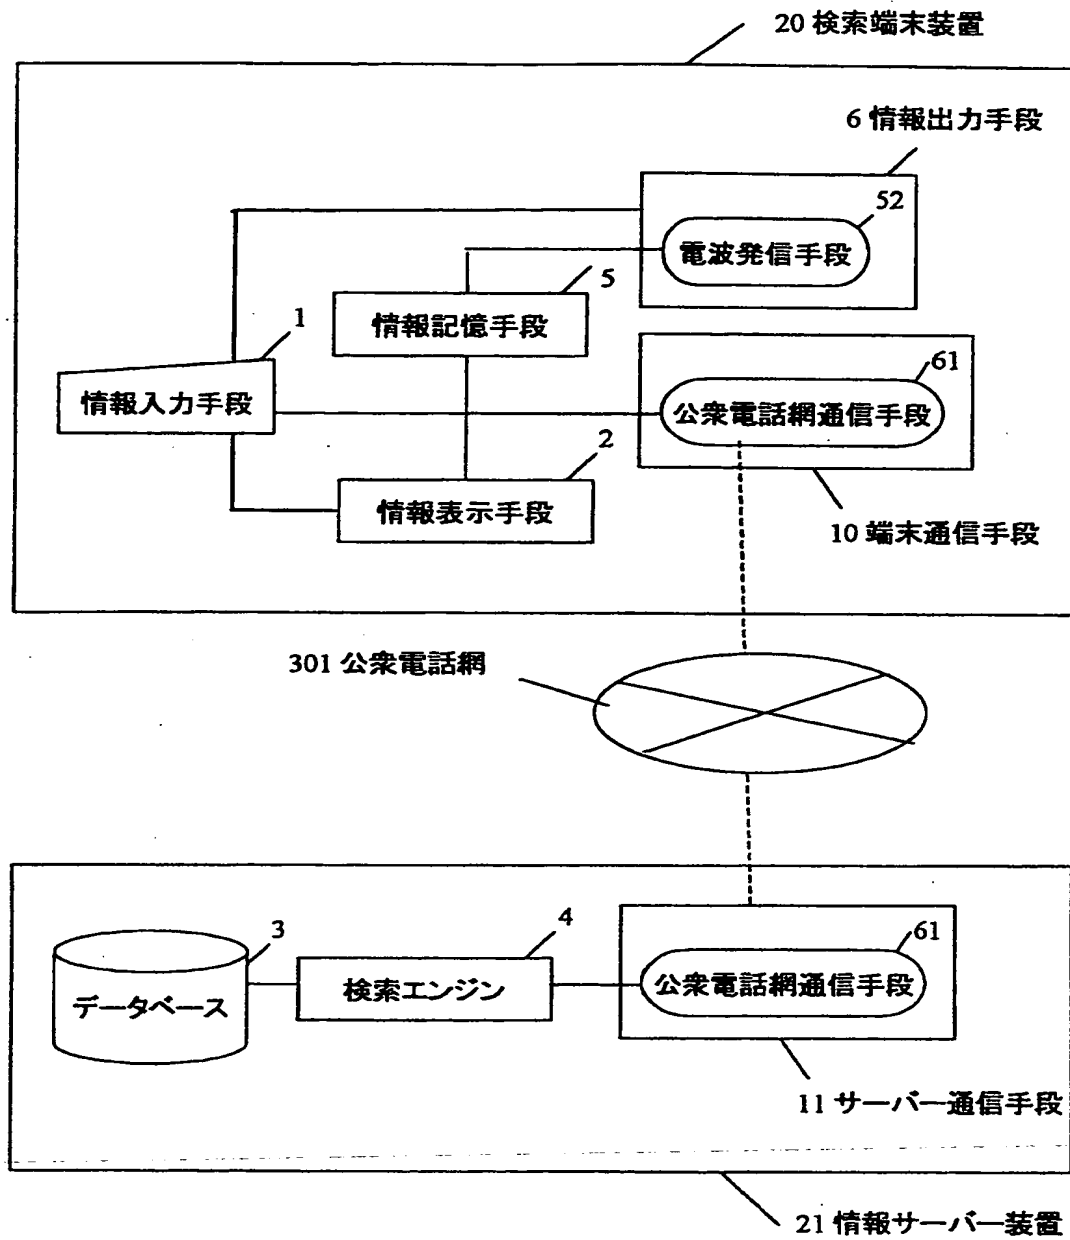 20 検索端末装置
6 情報出力手段
52
電波発信手段
5
情報記憶手段
1
情報入力手段
61
公衆電話網通信手段
2
情報表示手段
10 端末通信手段
301 公衆電話網
3
データベース
4
検索エンジン
61
公衆電話網通信手段
11 サーバー通信手段
21 情報サーバー装置